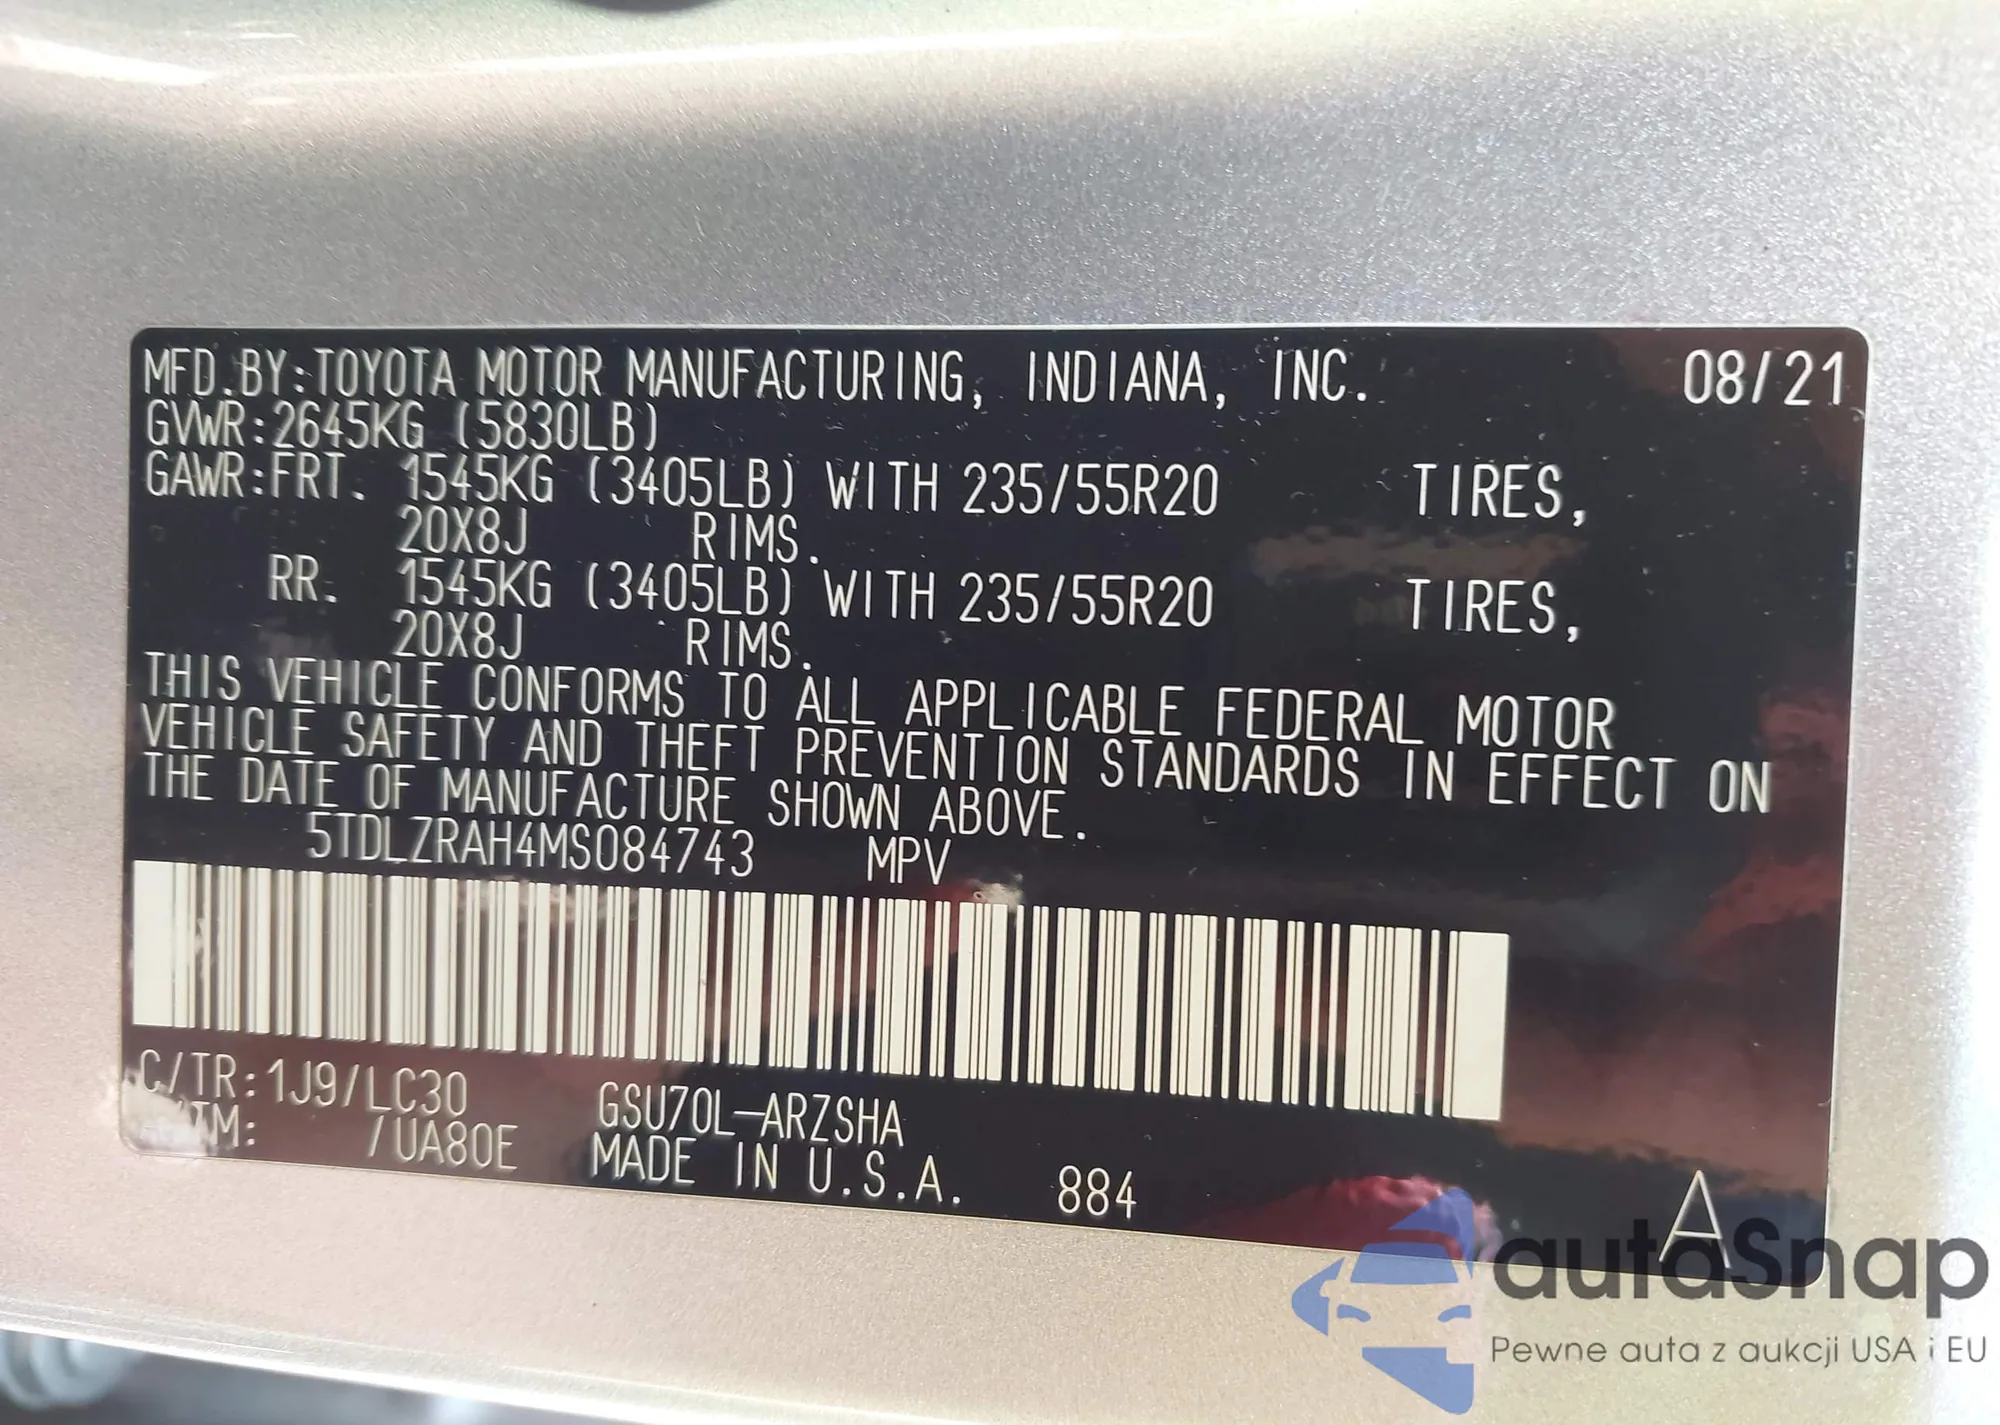 MFD.BY:TOYOTA MOTOR MANUFACTURING, INDIANA, INC. 08/21
GVWR:2645KG (5830LB)
GAWR:FRT. 1545KG (3405LB) WITH 235/55R20 TIRES,
20X8J RIMS.
RR. 1545KG (3405LB) WITH 235/55R20 TIRES,
20X8J RIMS.
THIS VEHICLE CONFORMS TO ALL APPLICABLE FEDERAL MOTOR
VEHICLE SAFETY AND THEFT PREVENTION STANDARDS IN EFFECT ON
THE DATE OF MANUFACTURE SHOWN ABOVE.
5TDLZRAH4MS084743 MPV
C/TR:1J9/LC30 GSU70L-ARZSHA
/UA80E MADE IN U.S.A. 884 A
autoSnap
Pewne auta z aukcji USA i EU